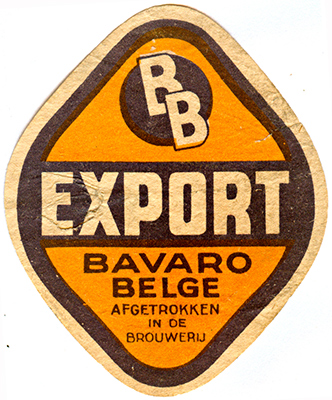 BB
EXPORT
BAVARO
BELGE
AFGETROKKEN
IN DE
BROUWERIJ